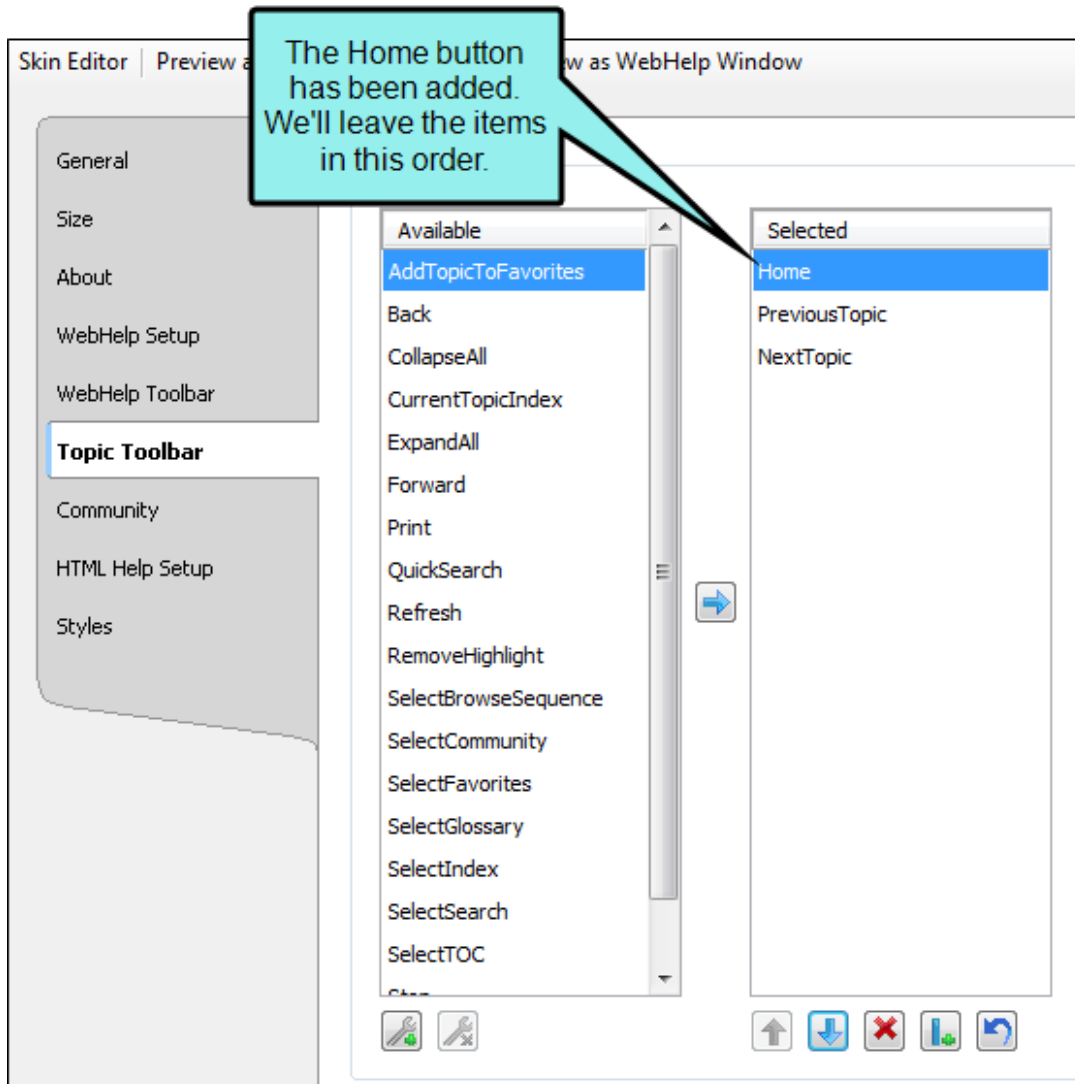 Skin Editor Preview a
w as WebHelp Window
The Home button
has been added.
We'll leave the items
in this order.
General
Size
About
WebHelp Setup
WebHelp Toolbar
Topic Toolbar
Community
HTML Help Setup
Styles
Available
AddTopicToFavorites
Back
CollapseAll
CurrentTopicIndex
ExpandAll
Forward
Print
QuickSearch
Refresh
RemoveHighlight
SelectBrowseSequence
SelectCommunity
SelectFavorites
SelectGlossary
SelectIndex
SelectSearch
SelectTOC
Selected
Home
PreviousTopic
NextTopic